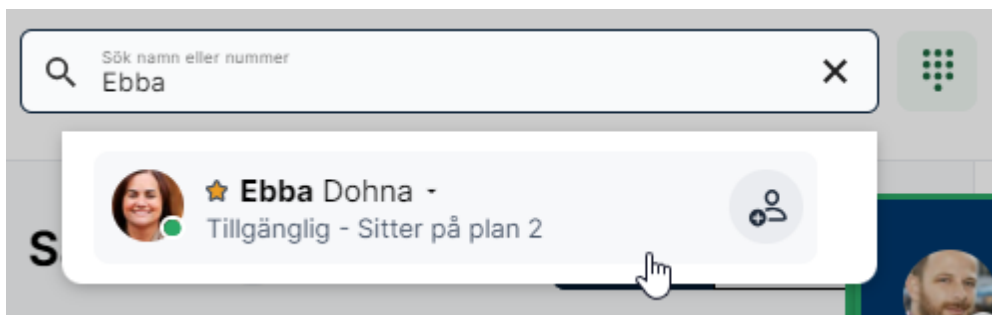 Sök namn eller nummer
Ebba
Ebba Dohna -
Tillgänglig - Sitter på plan 2
S